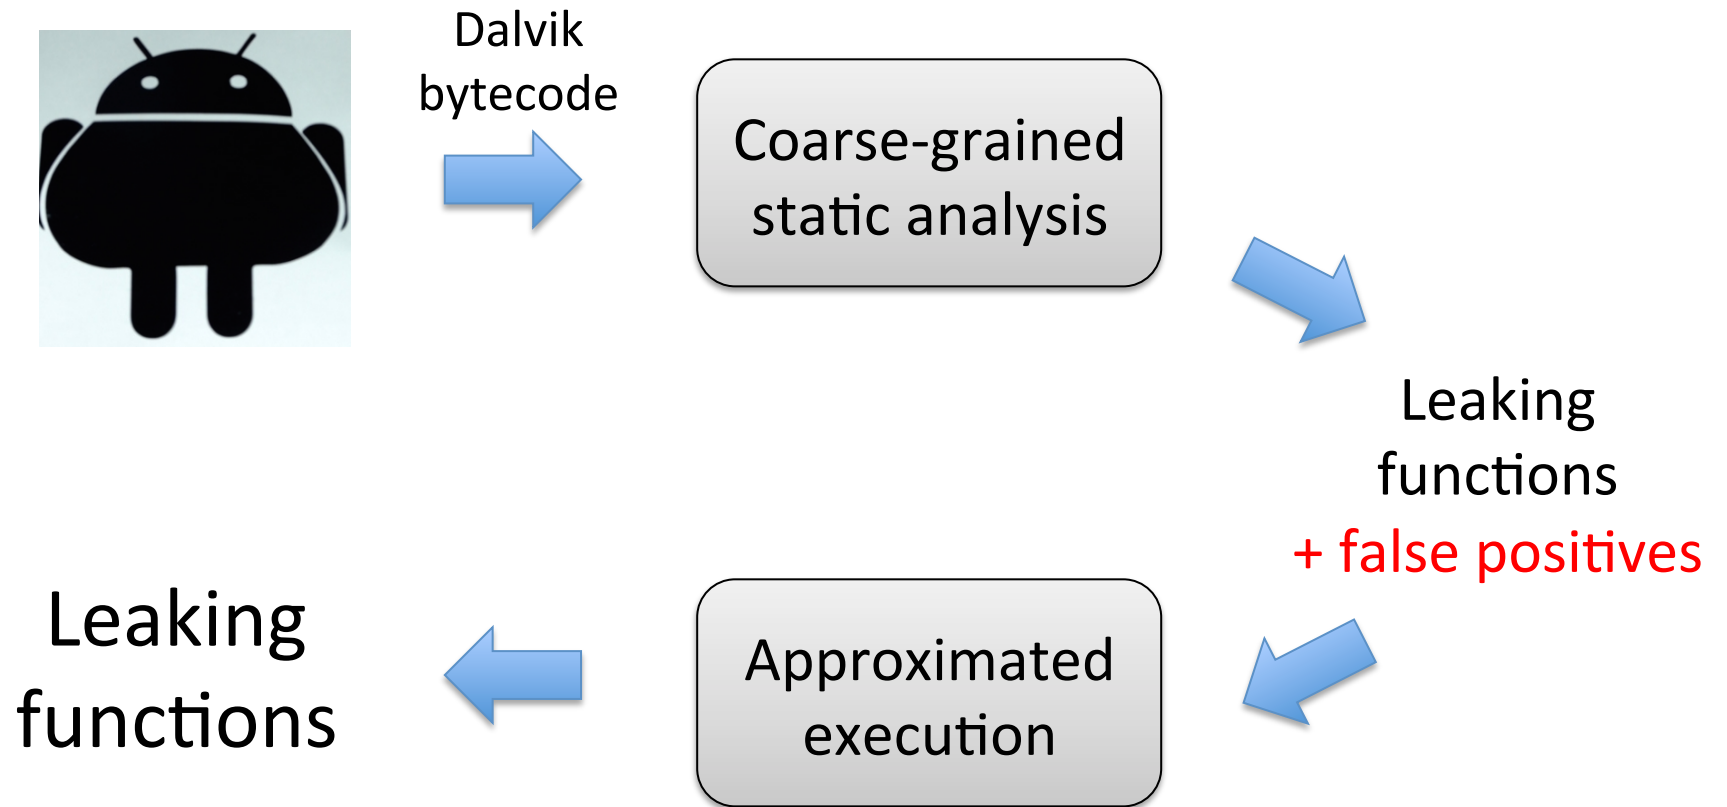 Dalvik
bytecode
Coarse-grained
static analysis
Leaking
functions
+ false positives
Approximated
execution
Leaking
functions